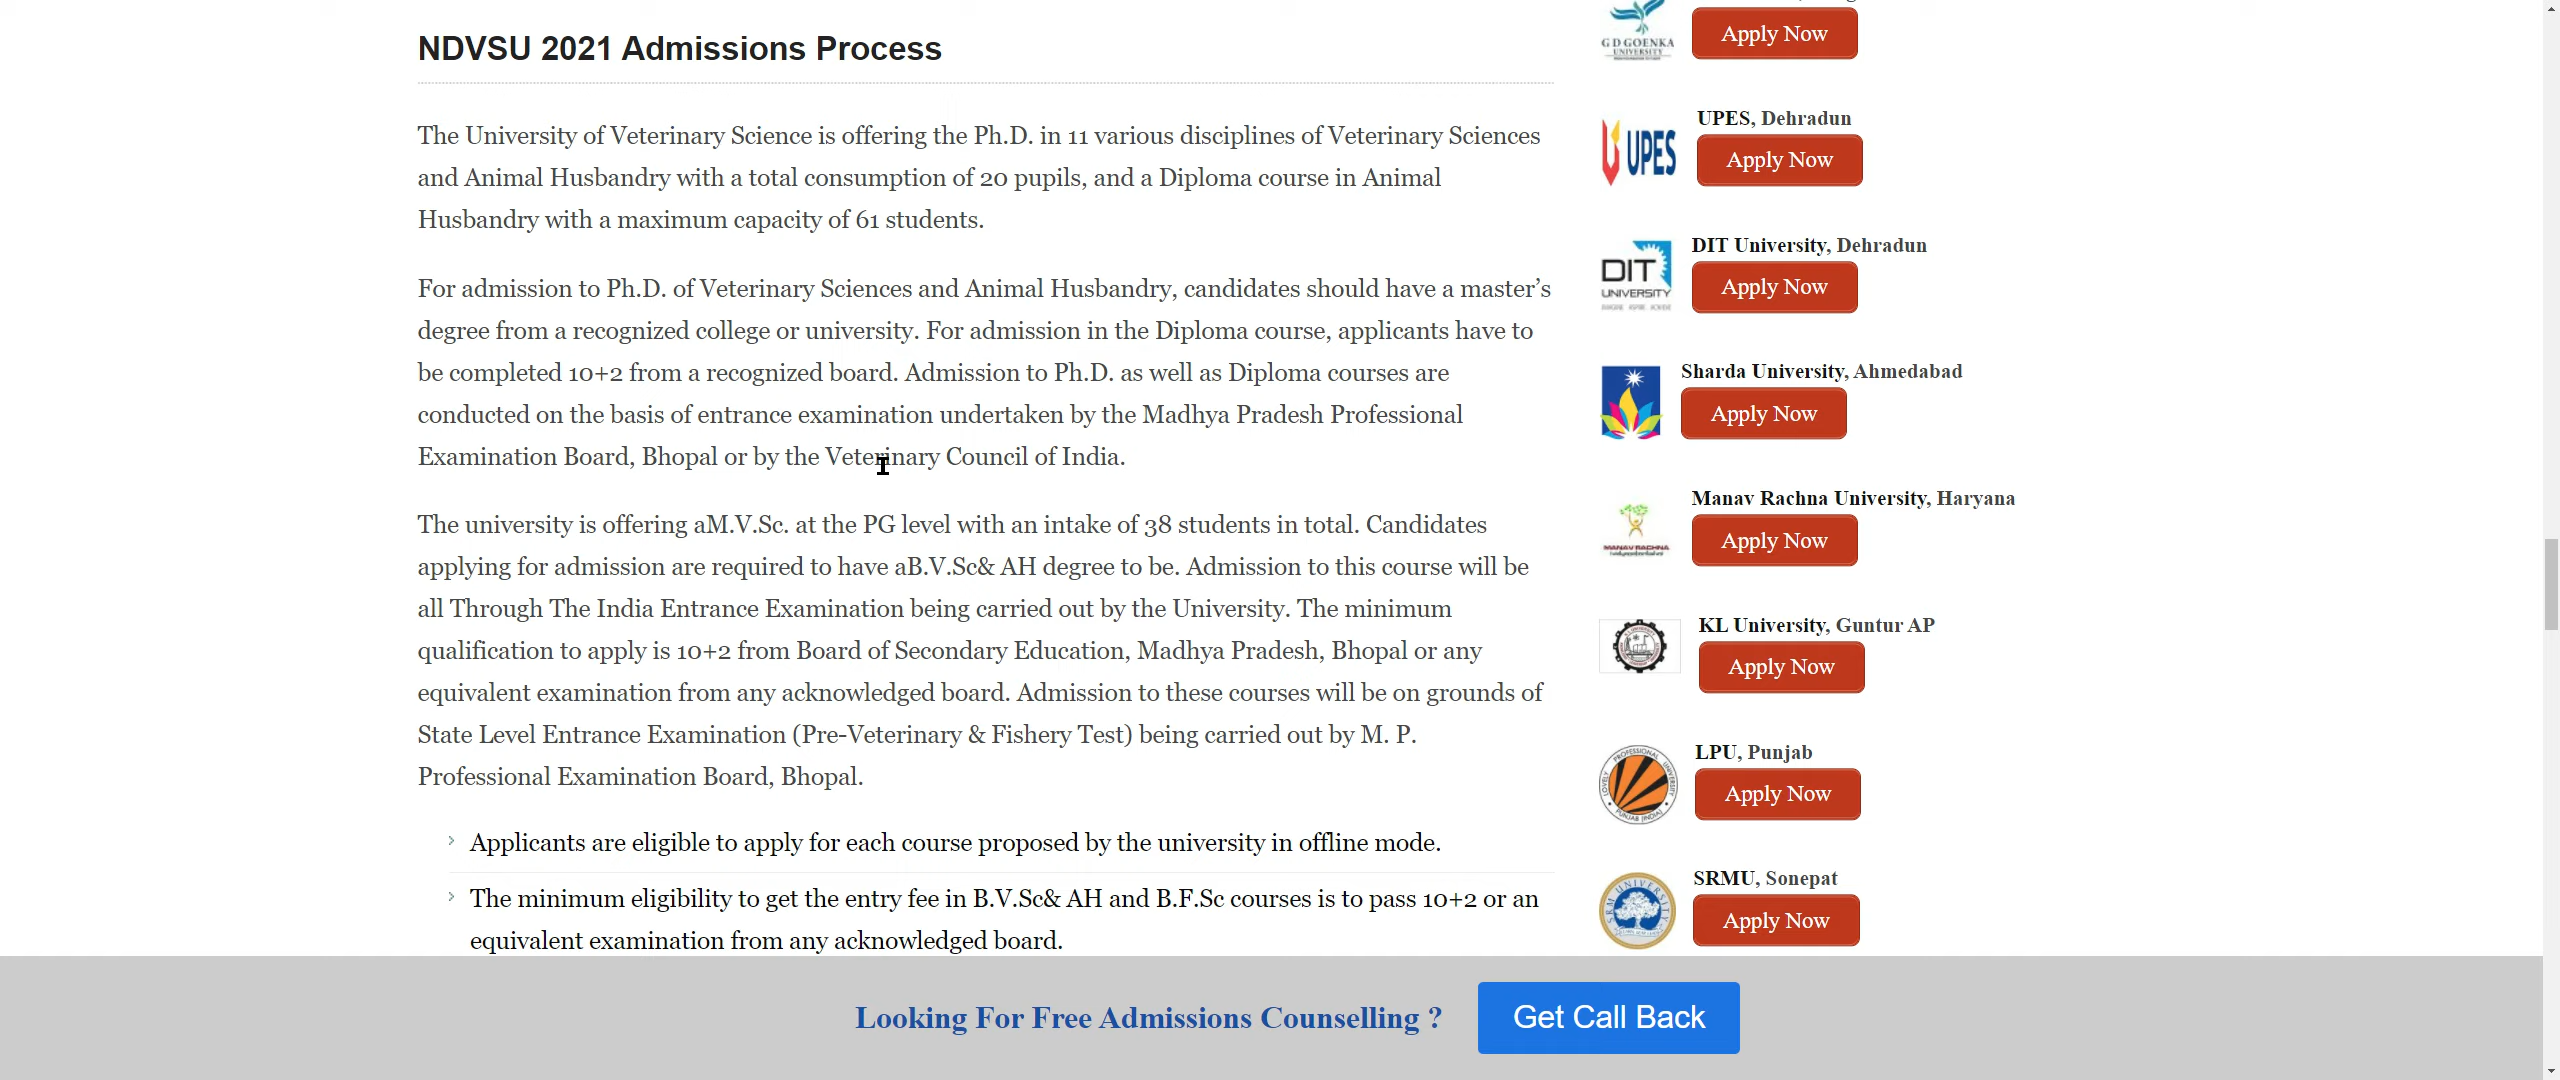 NDVSU 2021 Admissions Process
The University of Veterinary Science is offering the Ph.D. in 11 various disciplines of Veterinary Sciences
and Animal Husbandry with a total consumption of 20 pupils, and a Diploma course in Animal
Husbandry with a maximum capacity of 61 students.
For admission to Ph.D. of Veterinary Sciences and Animal Husbandry, candidates should have a master’s
degree from a recognized college or university. For admission in the Diploma course, applicants have to
be completed 10+2 from a recognized board. Admission to Ph.D. as well as Diploma courses are
conducted on the basis of entrance examination undertaken by the Madhya Pradesh Professional
Examination Board, Bhopal or by the Veterinary Council of India.
The university is offering aM.V.Sc. at the PG level with an intake of 38 students in total. Candidates
applying for admission are required to have aB.V.Sc& AH degree to be. Admission to this course will be
all Through The India Entrance Examination being carried out by the University. The minimum
qualification to apply is 10+2 from Board of Secondary Education, Madhya Pradesh, Bhopal or any
equivalent examination from any acknowledged board. Admission to these courses will be on grounds of
State Level Entrance Examination (Pre-Veterinary & Fishery Test) being carried out by M. P.
Professional Examination Board, Bhopal.
Applicants are eligible to apply for each course proposed by the university in offline mode.
The minimum eligibility to get the entry fee in B.V.Sc& AH and B.F.Sc courses is to pass 10+2 or an
equivalent examination from any acknowledged board.
G D GOENKA
UNIVERSITY
Apply Now
UPES
UPES, Dehradun
Apply Now
DIT
UNIVERSITY
DIT University, Dehradun
Apply Now
Sharda University, Ahmedabad
Apply Now
MANAV RACHNA
Manav Rachna University, Haryana
Apply Now
KL University, Guntur AP
Apply Now
LOVELY PROFESSIONAL UNIVERSITY
PUNJAB (INDIA)
LPU, Punjab
Apply Now
SRM UNIVERSITY
SRMU, Sonepat
Apply Now
Looking For Free Admissions Counselling ?
Get Call Back